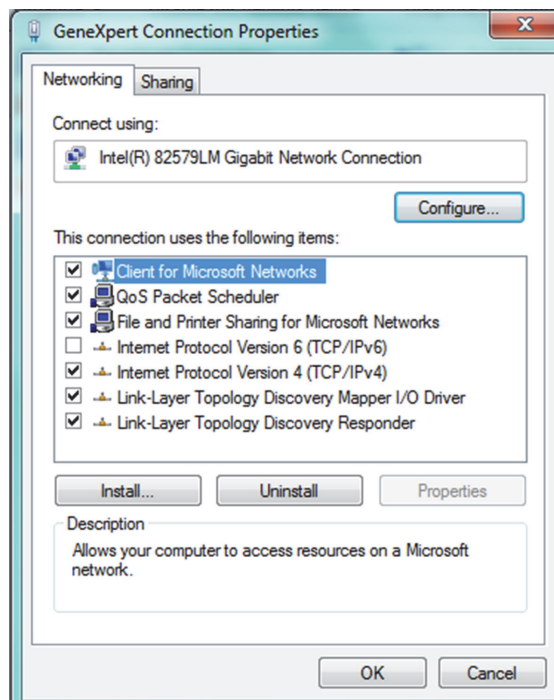 GeneXpert Connection Properties
Networking
Sharing
Connect using:
Intel(R) 82579LM Gigabit Network Connection
Configure...
This connection uses the following items:
Client for Microsoft Networks
QoS Packet Scheduler
File and Printer Sharing for Microsoft Networks
Internet Protocol Version 6 (TCP/IPv6)
Internet Protocol Version 4 (TCP/IPv4)
Link-Layer Topology Discovery Mapper I/O Driver
Link-Layer Topology Discovery Responder
Install...
Uninstall
Properties
Description
Allows your computer to access resources on a Microsoft
network.
OK
Cancel